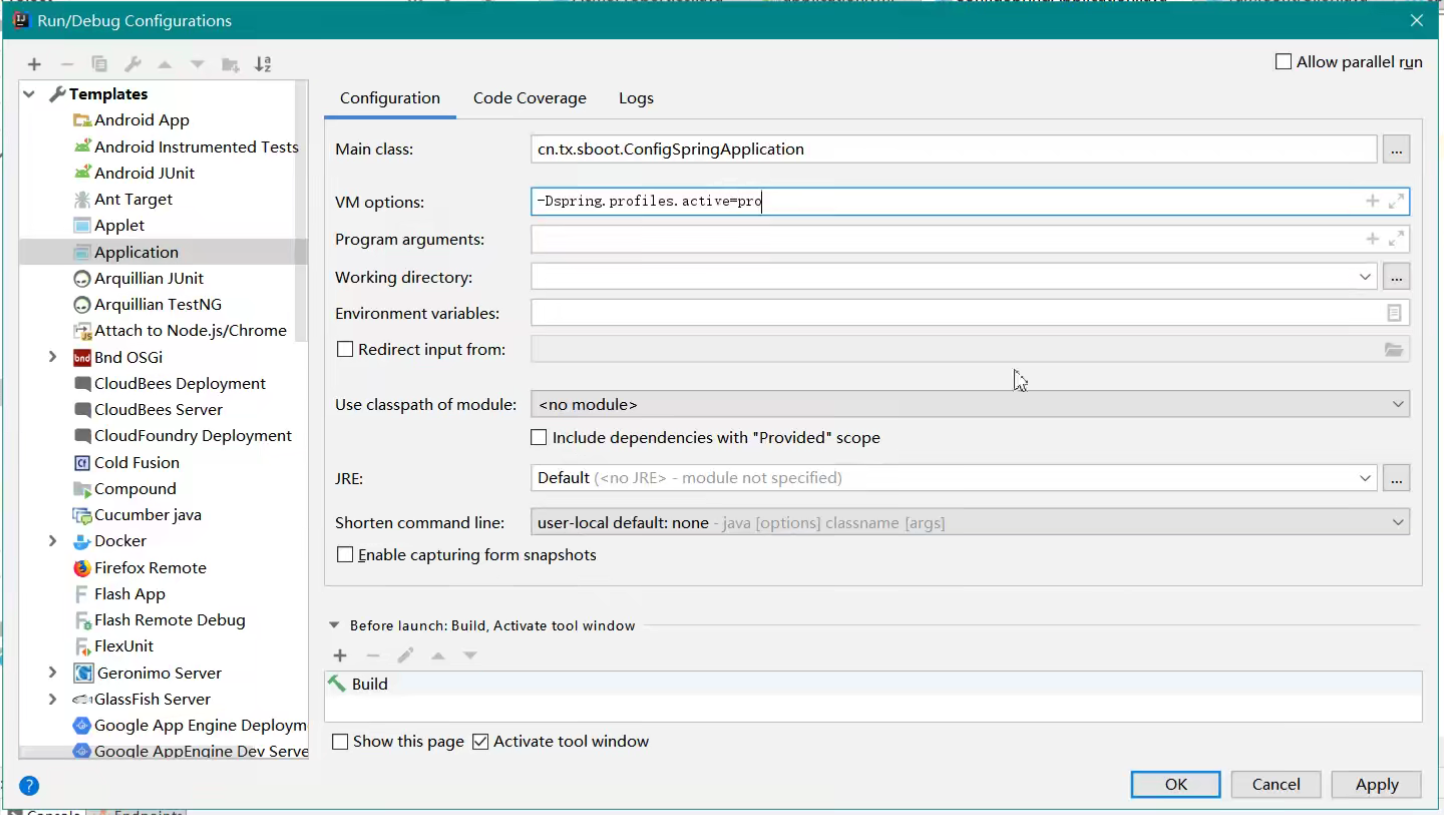 Run/Debug Configurations
Allow parallel run
Templates
Android App
Android Instrumented Tests
Android JUnit
Ant Target
Applet
Application
Arquillian JUnit
Arquillian TestNG
Attach to Node.js/Chrome
Bnd OSGi
CloudBees Deployment
CloudBees Server
CloudFoundry Deployment
Cold Fusion
Compound
Cucumber java
Docker
Firefox Remote
Flash App
Flash Remote Debug
FlexUnit
Geronimo Server
GlassFish Server
Google App Engine Deploym
Google AppEngine Dev Serve
Configuration Code Coverage Logs
Main class: cn.tx.sboot.ConfigSpringApplication ...
VM options: -Dspring.profiles.active=pro
Program arguments:
Working directory: ...
Environment variables:
Redirect input from:
Use classpath of module: <no module>
Include dependencies with "Provided" scope
JRE: Default (<no JRE> - module not specified) ...
Shorten command line: user-local default: none - java [options] classname [args]
Enable capturing form snapshots
Before launch: Build, Activate tool window
Build
Show this page Activate tool window
? OK Cancel Apply
Console Endpoints